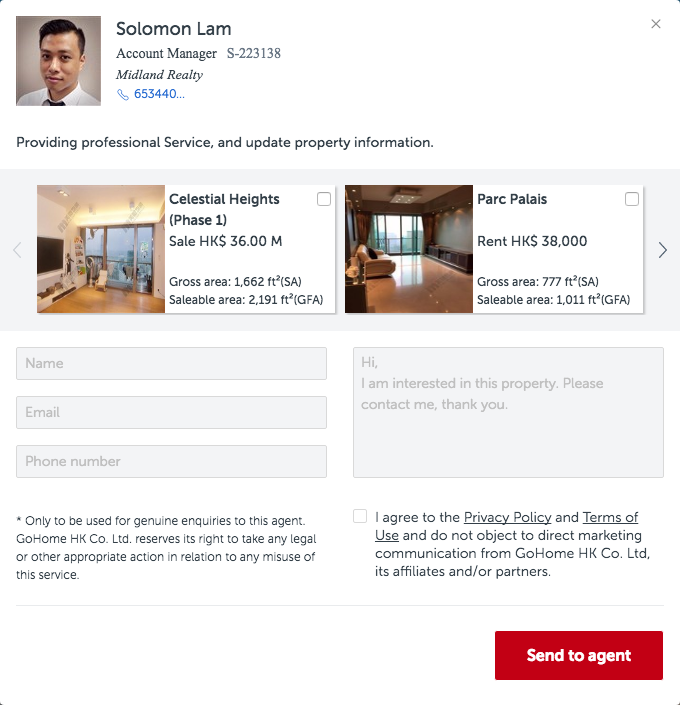 Solomon Lam
Account Manager S-223138
Midland Realty
653440...
Providing professional Service, and update property information.
Celestial Heights
(Phase 1)
Sale HK$ 36.00 M
Gross area: 1,662 ft²(SA)
Saleable area: 2,191 ft²(GFA)
Parc Palais
Rent HK$ 38,000
Gross area: 777 ft²(SA)
Saleable area: 1,011 ft²(GFA)
Name
Email
Phone number
Hi,
I am interested in this property. Please
contact me, thank you.
* Only to be used for genuine enquiries to this agent.
GoHome HK Co. Ltd. reserves its right to take any legal
or other appropriate action in relation to any misuse of
this service.
I agree to the Privacy Policy and Terms of
Use and do not object to direct marketing
communication from GoHome HK Co. Ltd,
its affiliates and/or partners.
Send to agent